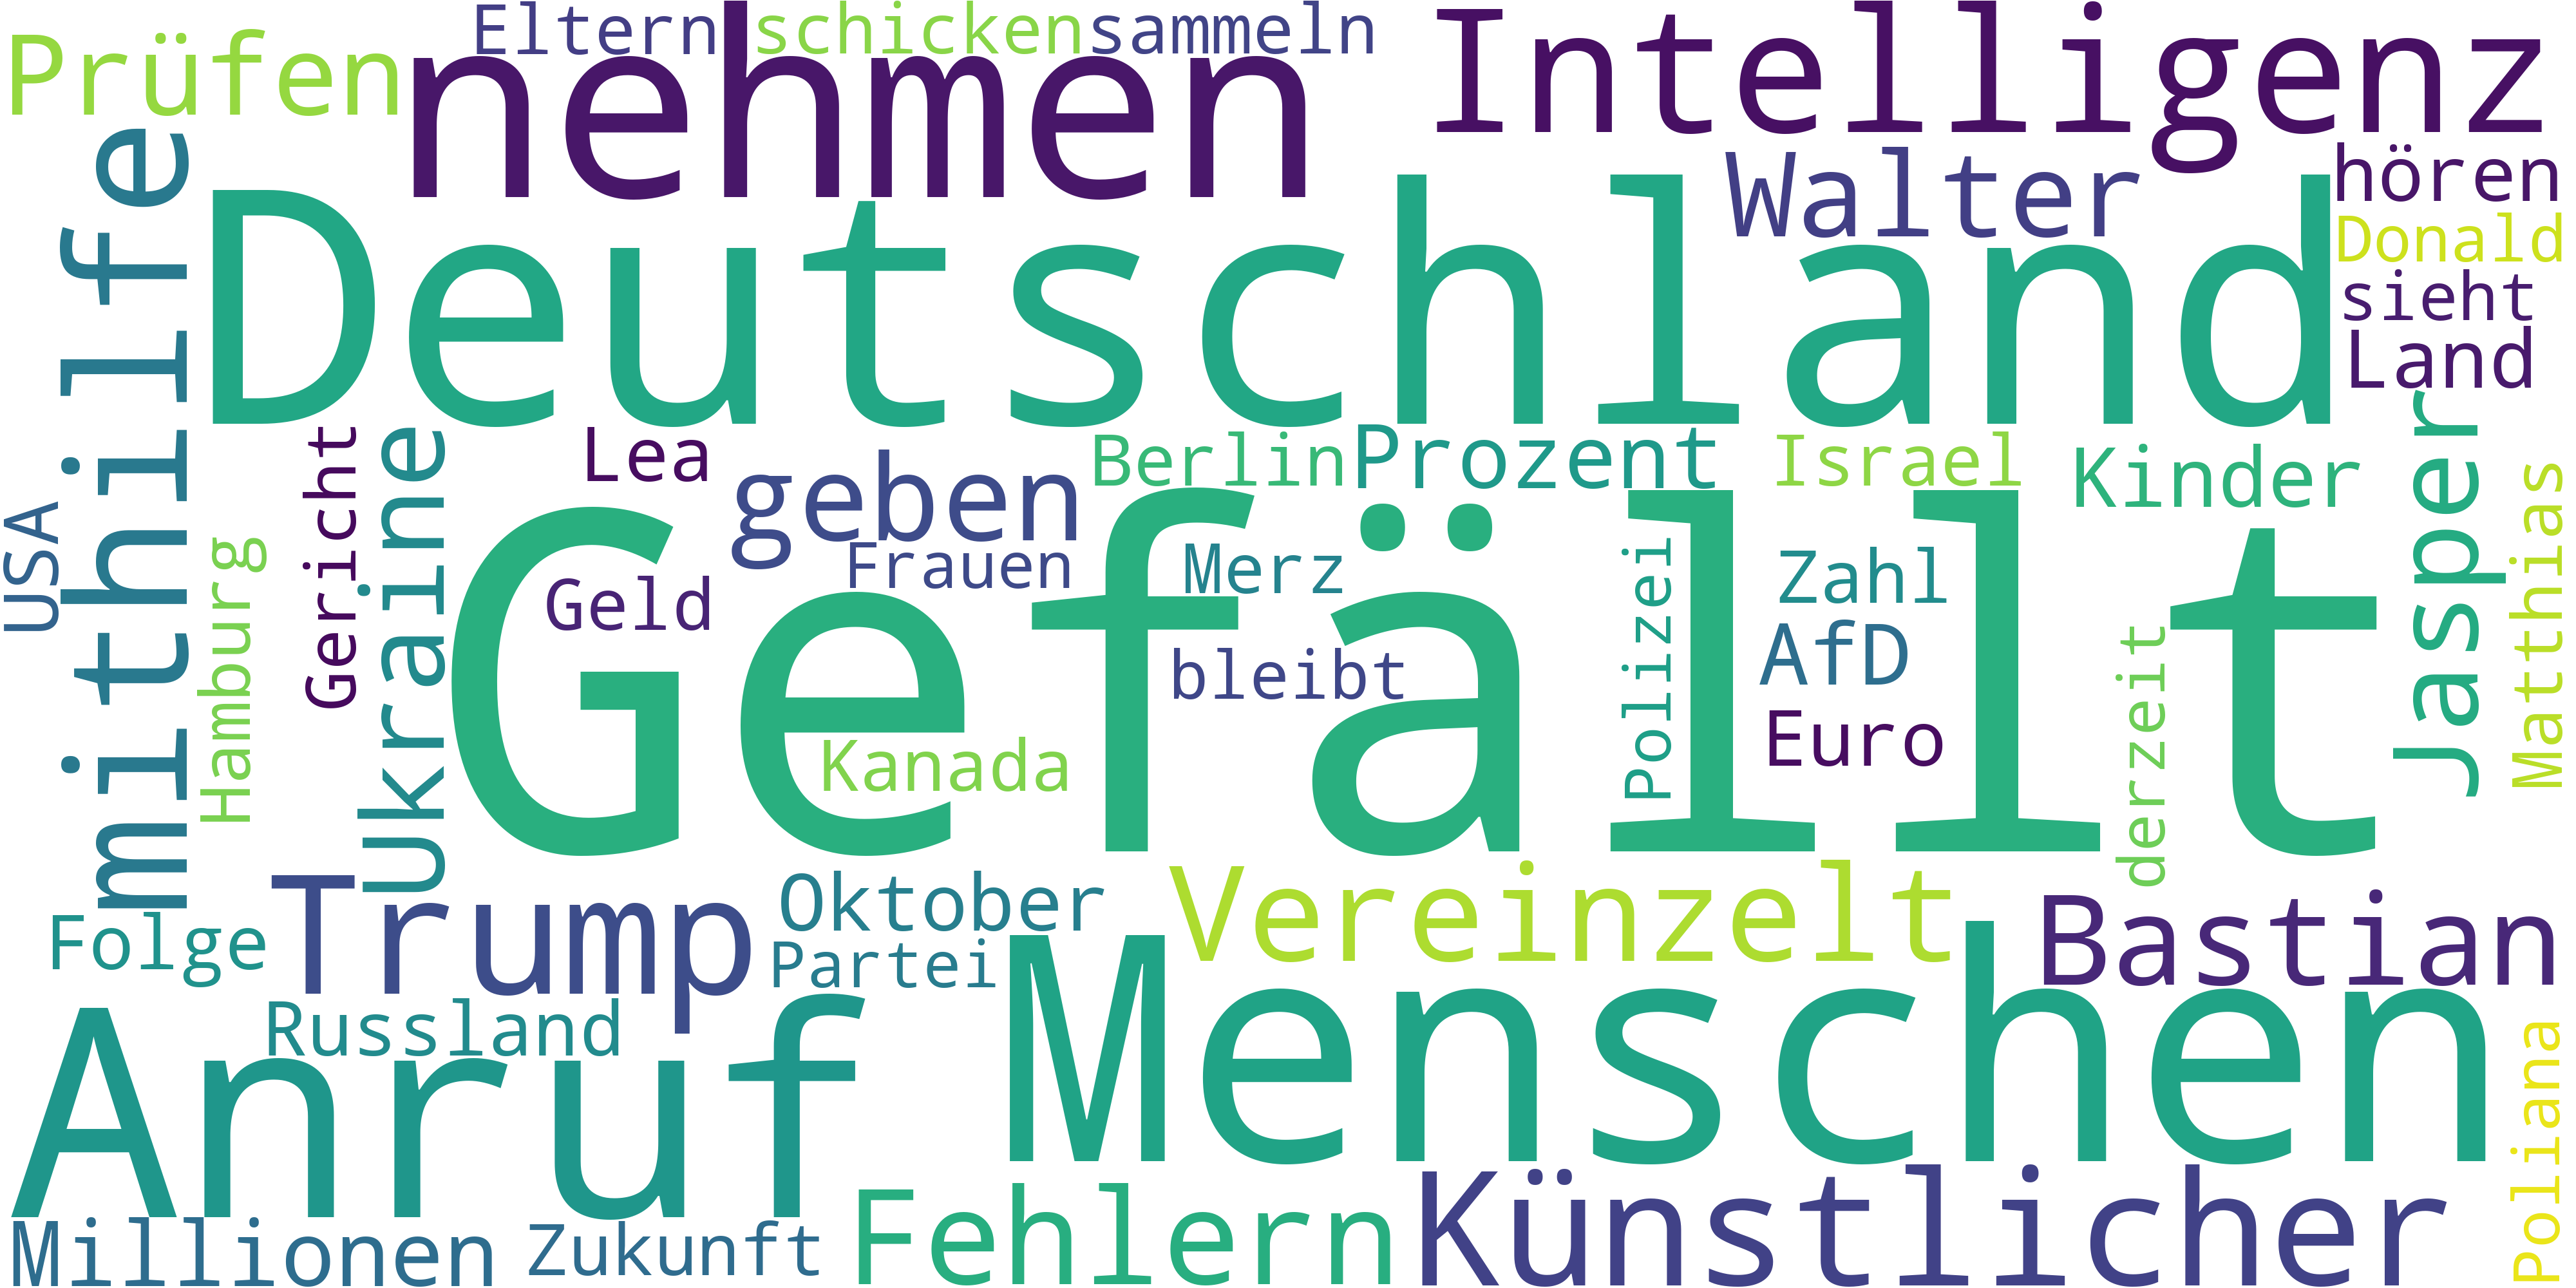 Eltern schicken sammeln
Prüfen nehmen Intelligenz
Walter hören
Donald
sieht
Land
mithilfe Deutschland
Gericht Ukraine Lea geben Berlin Prozent Israel Kinder Jasper Matthias
USA Hamburg Geld Frauen Merz Polizei Zahl
Gefällt
bleibt AfD derzeit
Kanada Euro
Trump Oktober Vereinzelt Bastian
Folge Partei
Russland
Anruf Menschen
Poliana
Millionen Zukunft Fehlern Künstlicher